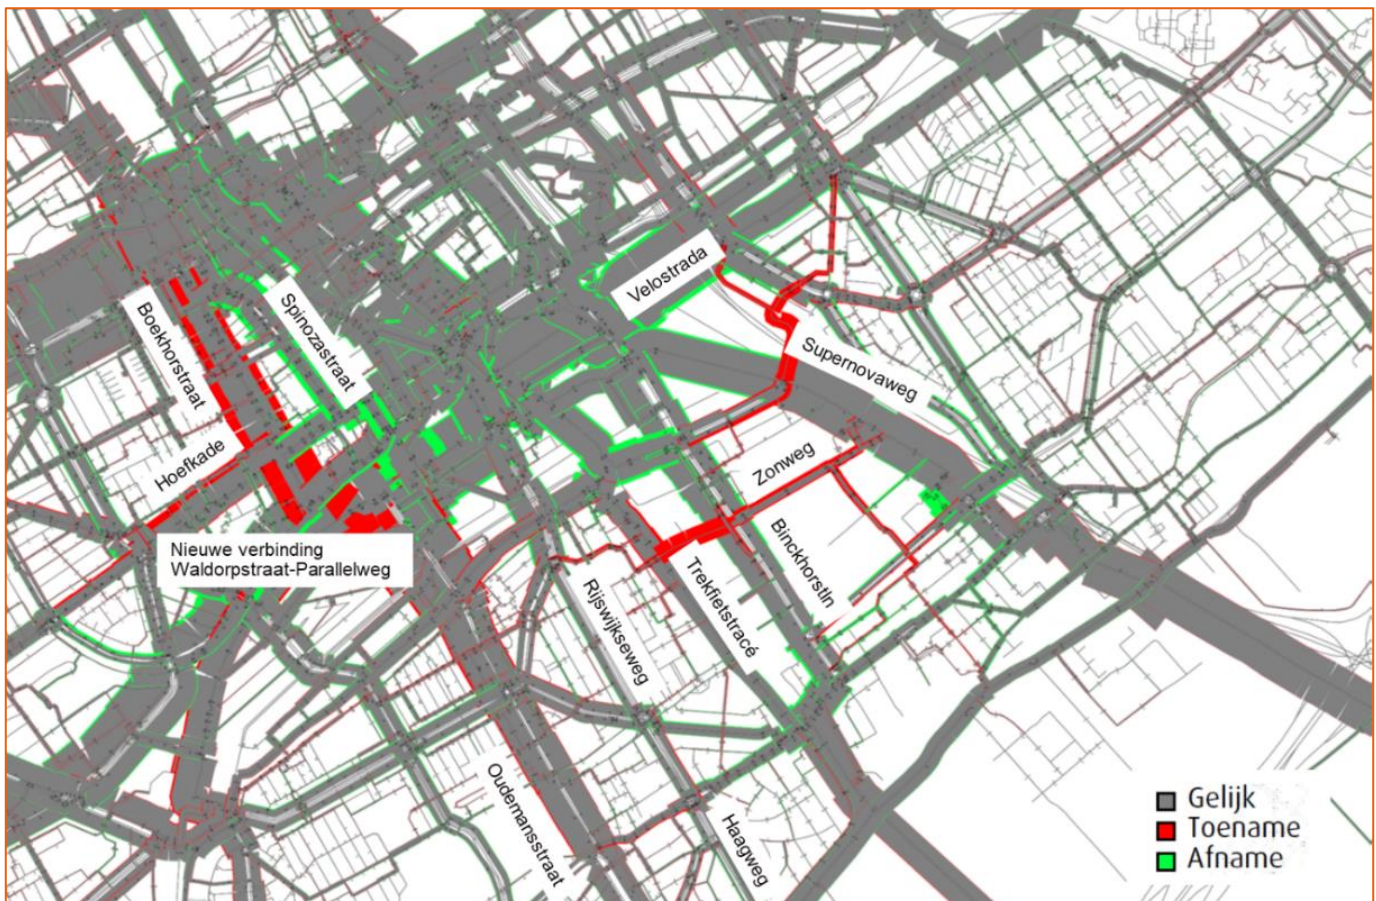 Velostrada
Spinozastraat
Boekhorstraat
Supernovaweg
Hoefkade
Zonweg
Nieuwe verbinding
Waldorpstraat-Parallelweg
Binckhorstln
Trekfietstracé
Rijswijkseweg
Oudemansstraat
Haagweg
Gelijk
Toename
Afname